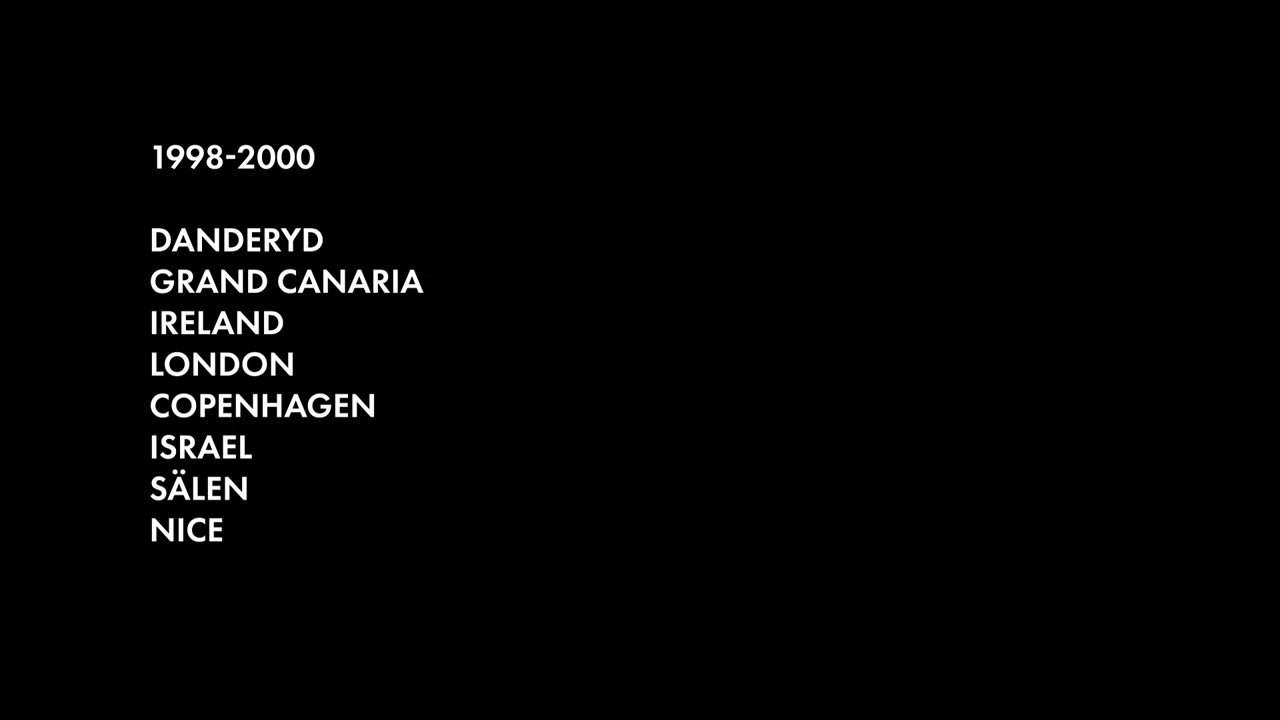 1998-2000
DANDERYD
GRAND CANARIA
IRELAND
LONDON
COPENHAGEN
ISRAEL
SÄLEN
NICE